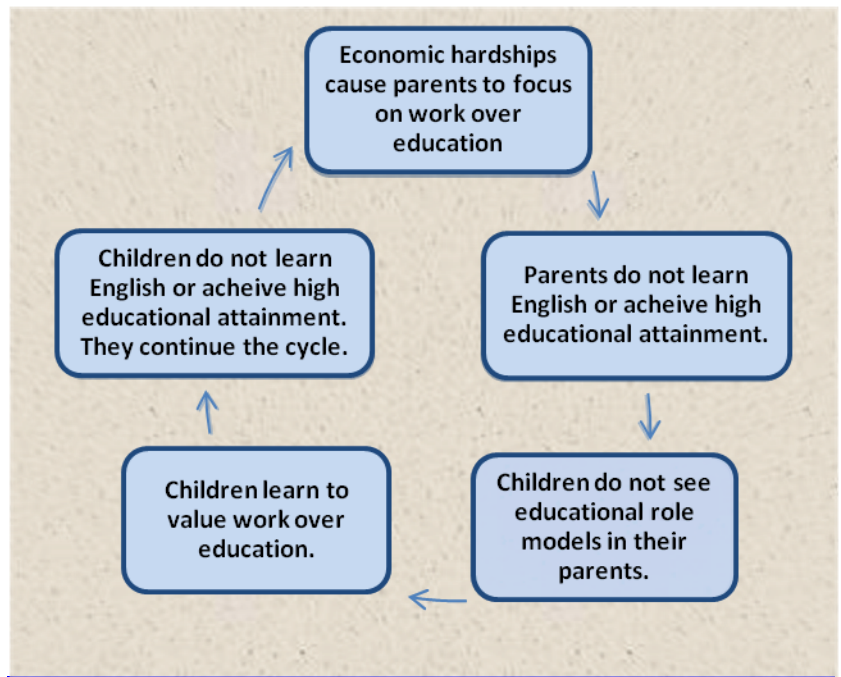 Economic hardships
cause parents to focus
on work over
education
Parents do not learn
English or acheive high
educational attainment.
Children do not see
educational role
models in their
parents.
Children learn to
value work over
education.
Children do not learn
English or acheive high
educational attainment.
They continue the cycle.